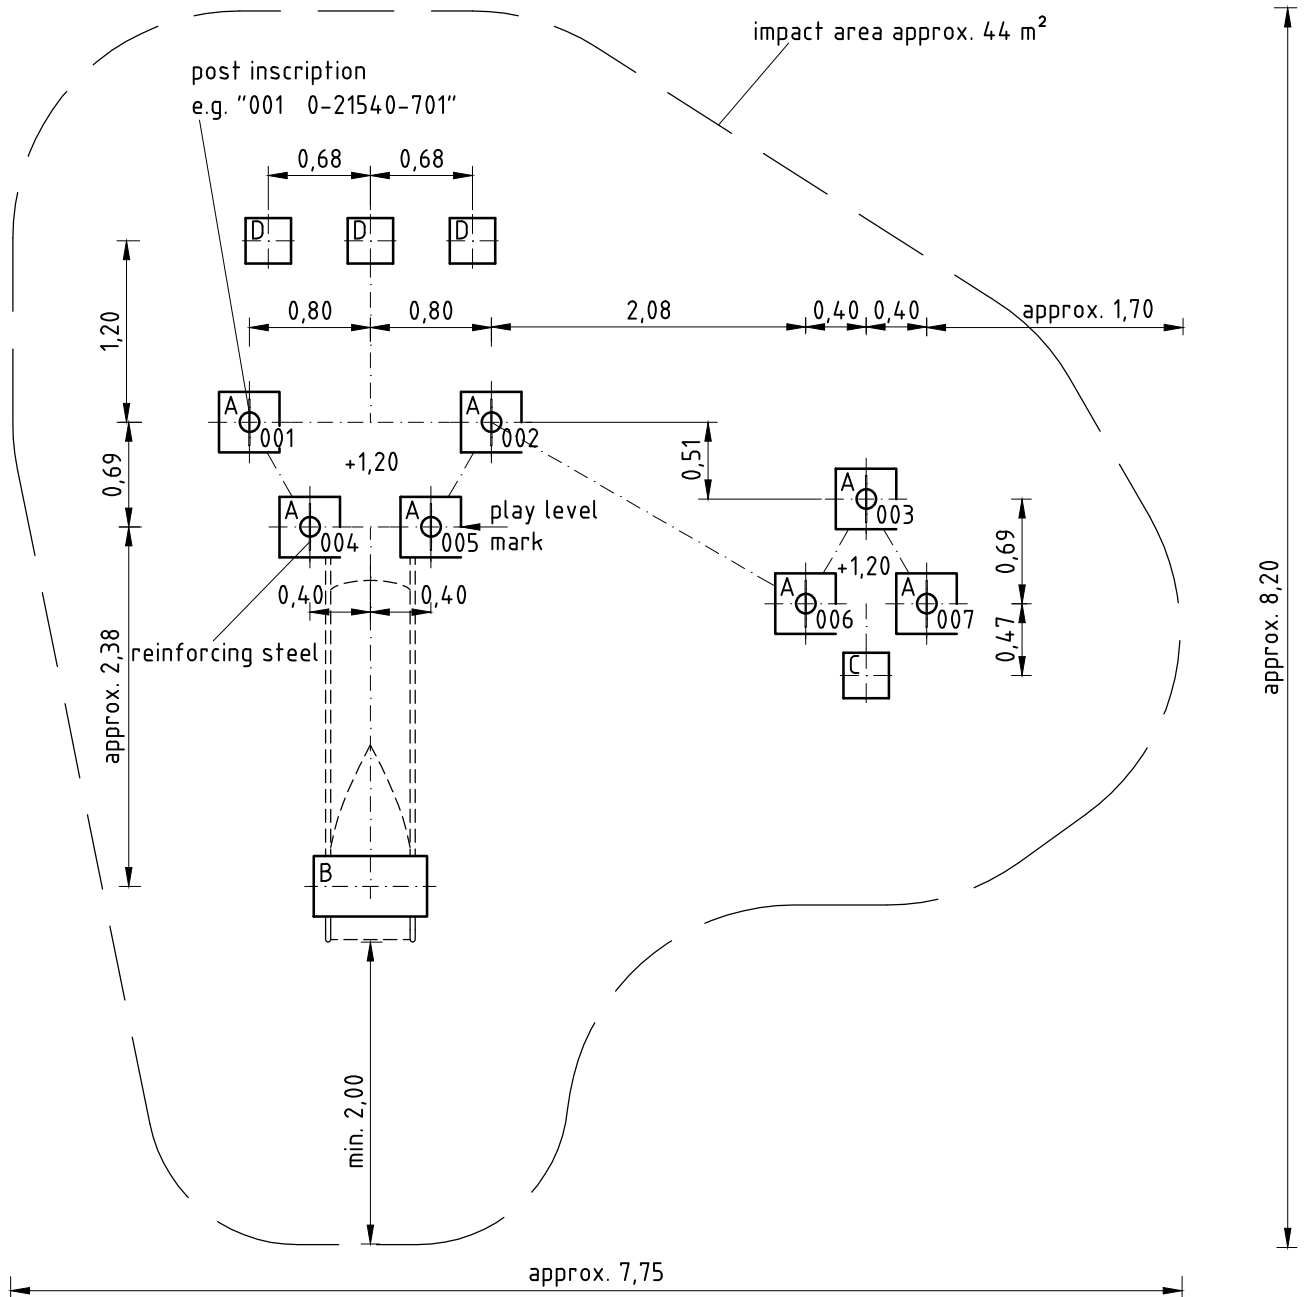 impact area approx. 44 m²
post inscription
e.g. "001 0-21540-701"
0,68
0,68
D
D
D
0,80
0,80
2,08
0,40
0,40
approx. 1,70
1,20
A
001
A
002
+1,20
0,69
0,51
A
003
A
004
A
005
play level
mark
+1,20
0,69
0,40
0,40
A
006
A
007
reinforcing steel
0,47
C
approx. 2,38
approx. 8,20
B
min. 2,00
approx. 7,75